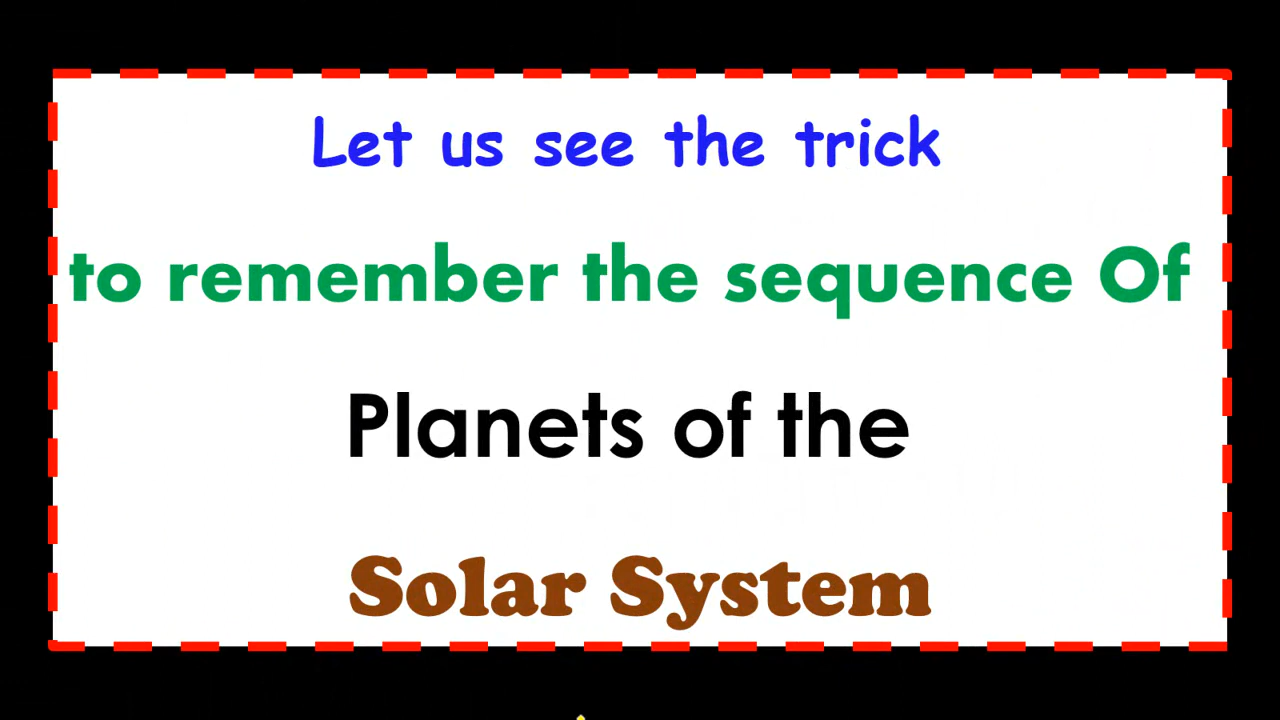 Let us see the trick
to remember the sequence Of
Planets of the
Solar System